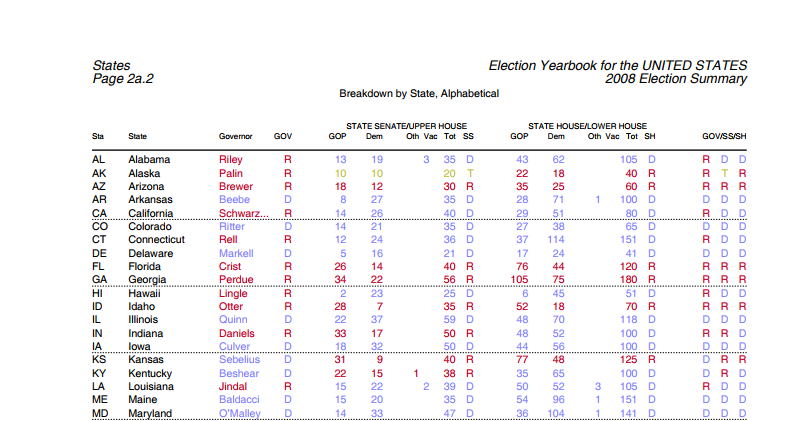 States Election Yearbook for the UNITED STATES
Page 2a.2 2008 Election Summary
Breakdown by State, Alphabetical
STATE SENATE/UPPER HOUSE STATE HOUSE/LOWER HOUSE
Sta State Governor GOV GOP Dem Oth Vac Tot SS GOP Dem Oth Vac Tot SH GOV/SS/SH
AL Alabama Riley R 13 19 3 35 D 43 62 105 D R D D
AK Alaska Palin R 10 10 20 T 22 18 40 R R T R
AZ Arizona Brewer R 18 12 30 R 35 25 60 R R R R
AR Arkansas Beebe D 8 27 35 D 28 71 1 100 D D D D
CA California Schwarz... R 14 26 40 D 29 51 80 D R D D
CO Colorado Ritter D 14 21 35 D 27 38 65 D D D D
CT Connecticut Rell R 12 24 36 D 37 114 151 D R D D
DE Delaware Markell D 5 16 21 D 17 24 41 D D D D
FL Florida Crist R 26 14 40 R 76 44 120 R R R R
GA Georgia Perdue R 34 22 56 R 105 75 180 R R R R
HI Hawaii Lingle R 2 23 25 D 6 45 51 D R D D
ID Idaho Otter R 28 7 35 R 52 18 70 R R R R
IL Illinois Quinn D 22 37 59 D 48 70 118 D D D D
IN Indiana Daniels R 33 17 50 R 48 52 100 D R R D
IA Iowa Culver D 18 32 50 D 44 56 100 D D D D
KS Kansas Sebelius D 31 9 40 R 77 48 125 R D R R
KY Kentucky Beshear D 22 15 1 38 R 35 65 100 D D R D
LA Louisiana Jindal R 15 22 2 39 D 50 52 3 105 D R D D
ME Maine Baldacci D 15 20 35 D 54 96 1 151 D D D D
MD Maryland O'Malley D 14 33 47 D 36 104 1 141 D D D D